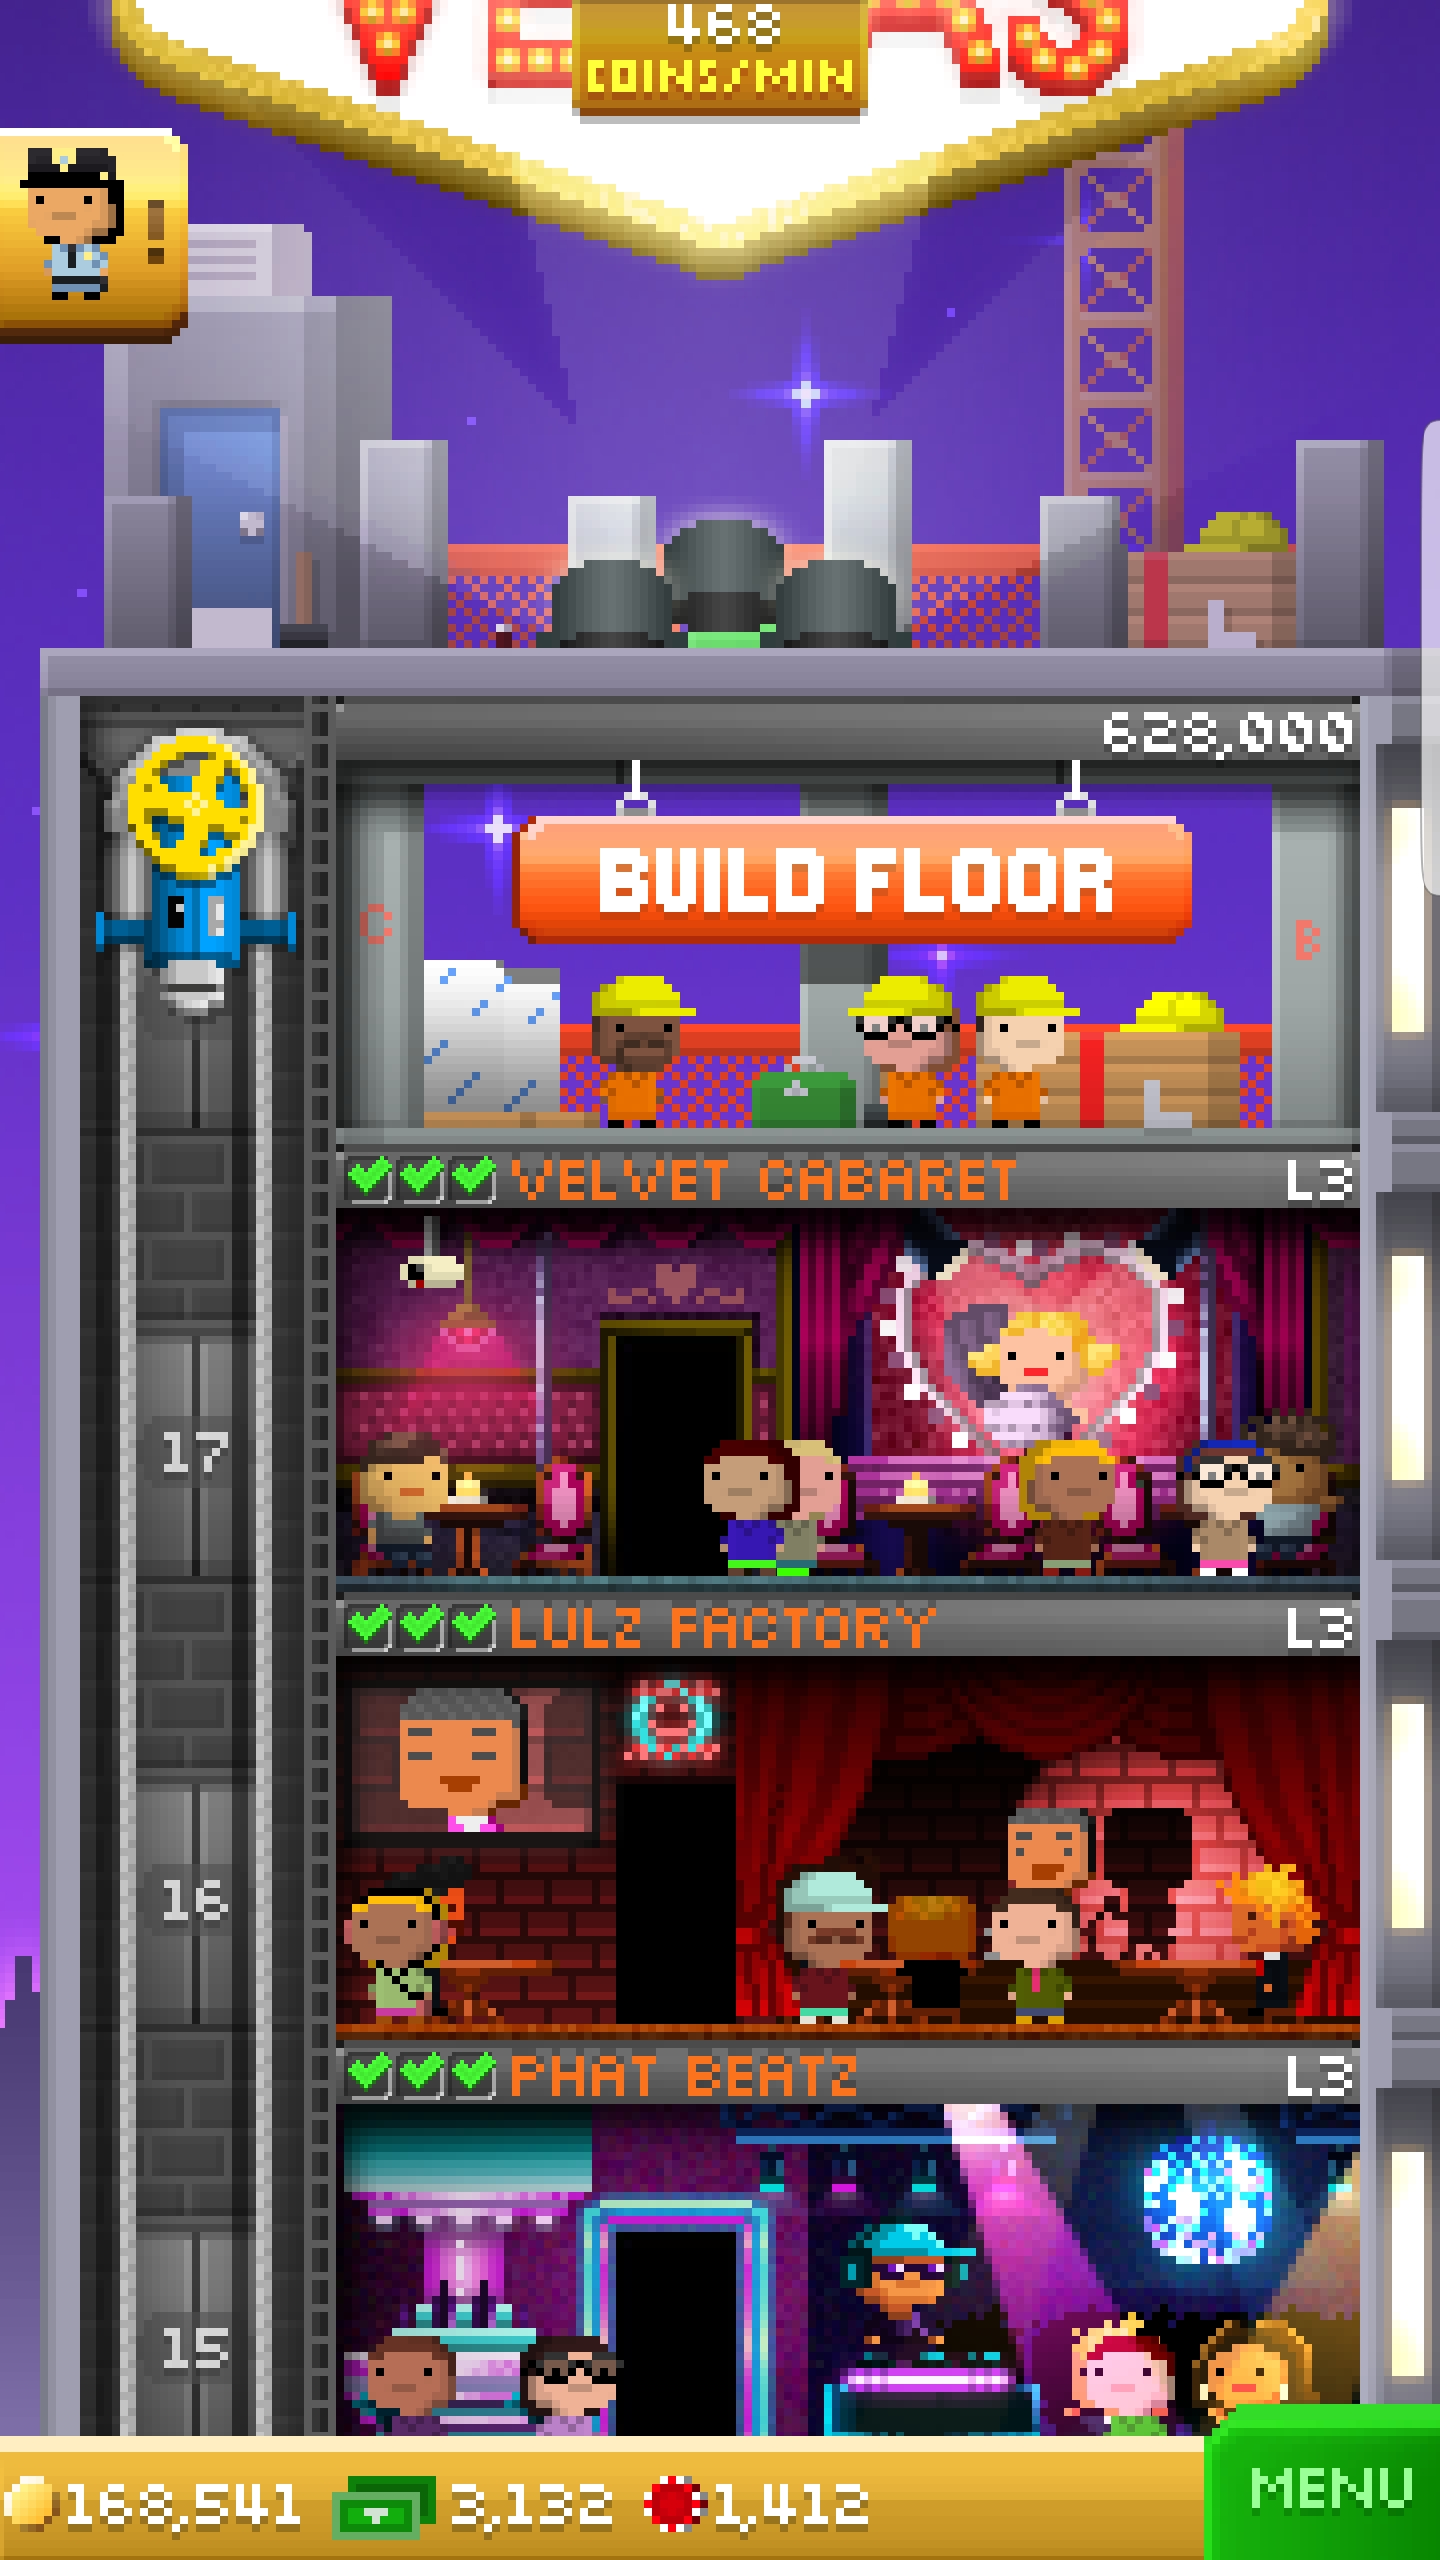 468
COINS/MIN
!
628,000
BUILD FLOOR
C
B
VELVET CABARET L3
17
LULZ FACTORY L3
16
PHAT BEATZ L3
15
168,541 3,132 1,412
MENU